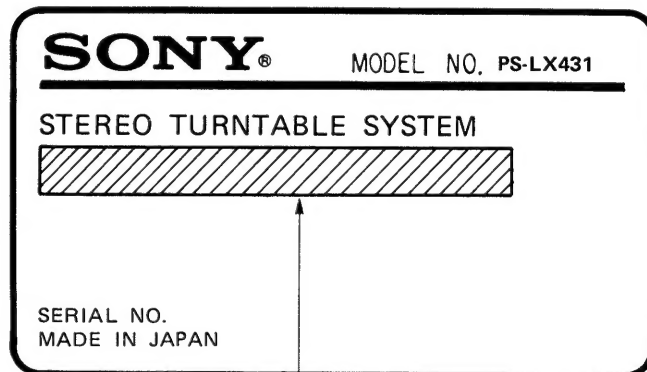 SONY® MODEL NO. PS-LX431
STEREO TURNTABLE SYSTEM
SERIAL NO.
MADE IN JAPAN